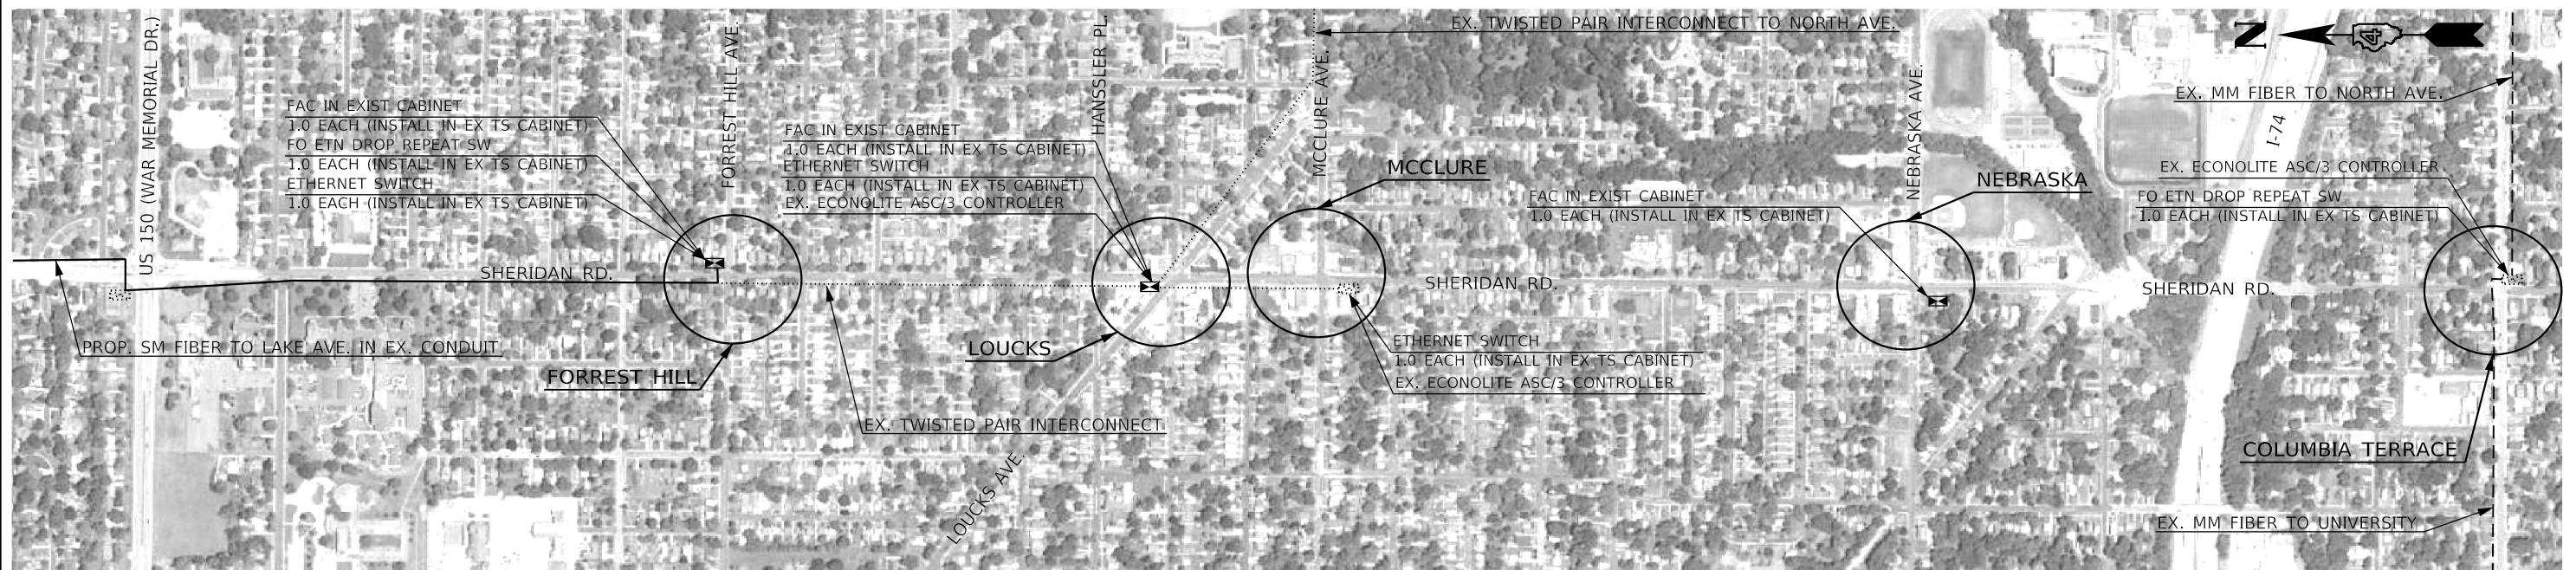 US 150 (WAR MEMORIAL DR.)
FORREST HILL AVE.
HANSSLER PL.
EX. TWISTED PAIR INTERCONNECT TO NORTH AVE.
MCCLURE AVE.
NEBRASKA AVE.
I-74
N
4
EX. MM FIBER TO NORTH AVE.
FAC IN EXIST CABINET
1.0 EACH (INSTALL IN EX TS CABINET)
FO ETN DROP REPEAT SW
1.0 EACH (INSTALL IN EX TS CABINET)
ETHERNET SWITCH
1.0 EACH (INSTALL IN EX TS CABINET)
FAC IN EXIST CABINET
1.0 EACH (INSTALL IN EX TS CABINET)
ETHERNET SWITCH
1.0 EACH (INSTALL IN EX TS CABINET)
EX. ECONOLITE ASC/3 CONTROLLER
MCCLURE
FAC IN EXIST CABINET
1.0 EACH (INSTALL IN EX TS CABINET)
NEBRASKA
EX. ECONOLITE ASC/3 CONTROLLER
FO ETN DROP REPEAT SW
1.0 EACH (INSTALL IN EX TS CABINET)
SHERIDAN RD.
SHERIDAN RD.
SHERIDAN RD.
PROP. SM FIBER TO LAKE AVE. IN EX. CONDUIT
FORREST HILL
LOUCKS
ETHERNET SWITCH
1.0 EACH (INSTALL IN EX TS CABINET)
EX. ECONOLITE ASC/3 CONTROLLER
EX. TWISTED PAIR INTERCONNECT
LOUCKS AVE.
COLUMBIA TERRACE
EX. MM FIBER TO UNIVERSITY